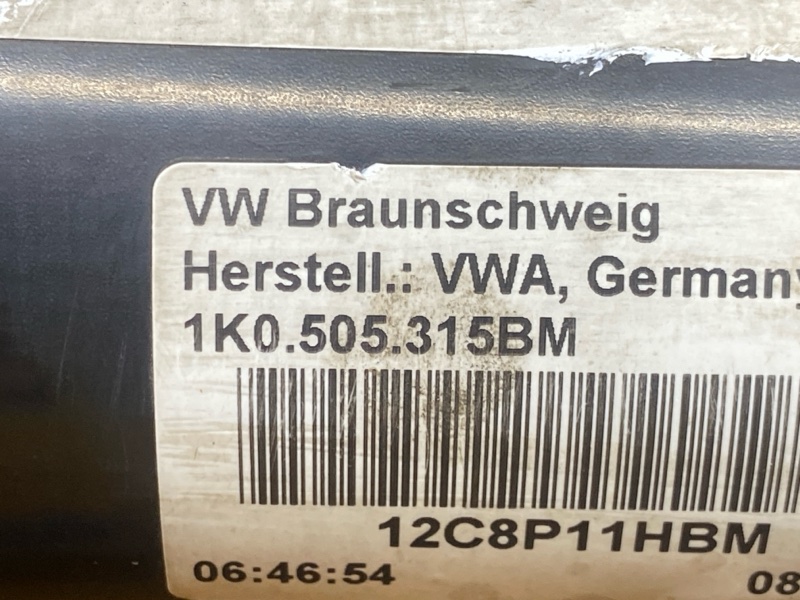 VW Braunschweig
Herstell.: VWA, Germany
1K0.505.315BM
12C8P11HBM
06:46:54 08